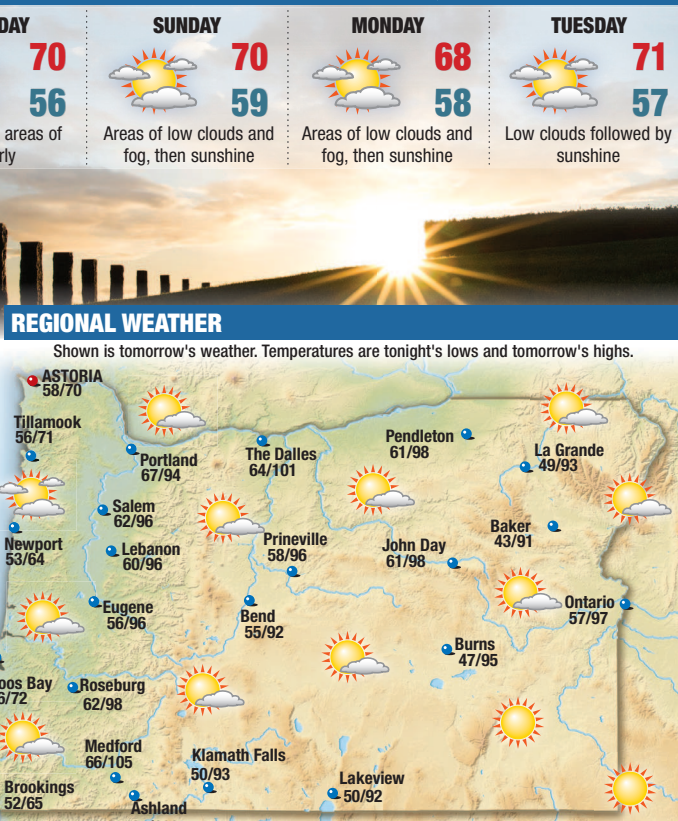 DAY
70
56
areas of
rly
SUNDAY
70
59
Areas of low clouds and
fog, then sunshine
MONDAY
68
58
Areas of low clouds and
fog, then sunshine
TUESDAY
71
57
Low clouds followed by
sunshine
REGIONAL WEATHER
Shown is tomorrow's weather. Temperatures are tonight's lows and tomorrow's highs.
ASTORIA
58/70
Tillamook
56/71
Portland
67/94
The Dalles
64/101
Pendleton
61/98
La Grande
49/93
Salem
62/96
Newport
53/64
Lebanon
60/96
Prineville
58/96
John Day
61/98
Baker
43/91
Eugene
56/96
Bend
55/92
Ontario
57/97
Burns
47/95
oos Bay
6/72
Roseburg
62/98
Medford
66/105
Klamath Falls
50/93
Lakeview
50/92
Brookings
52/65
Ashland